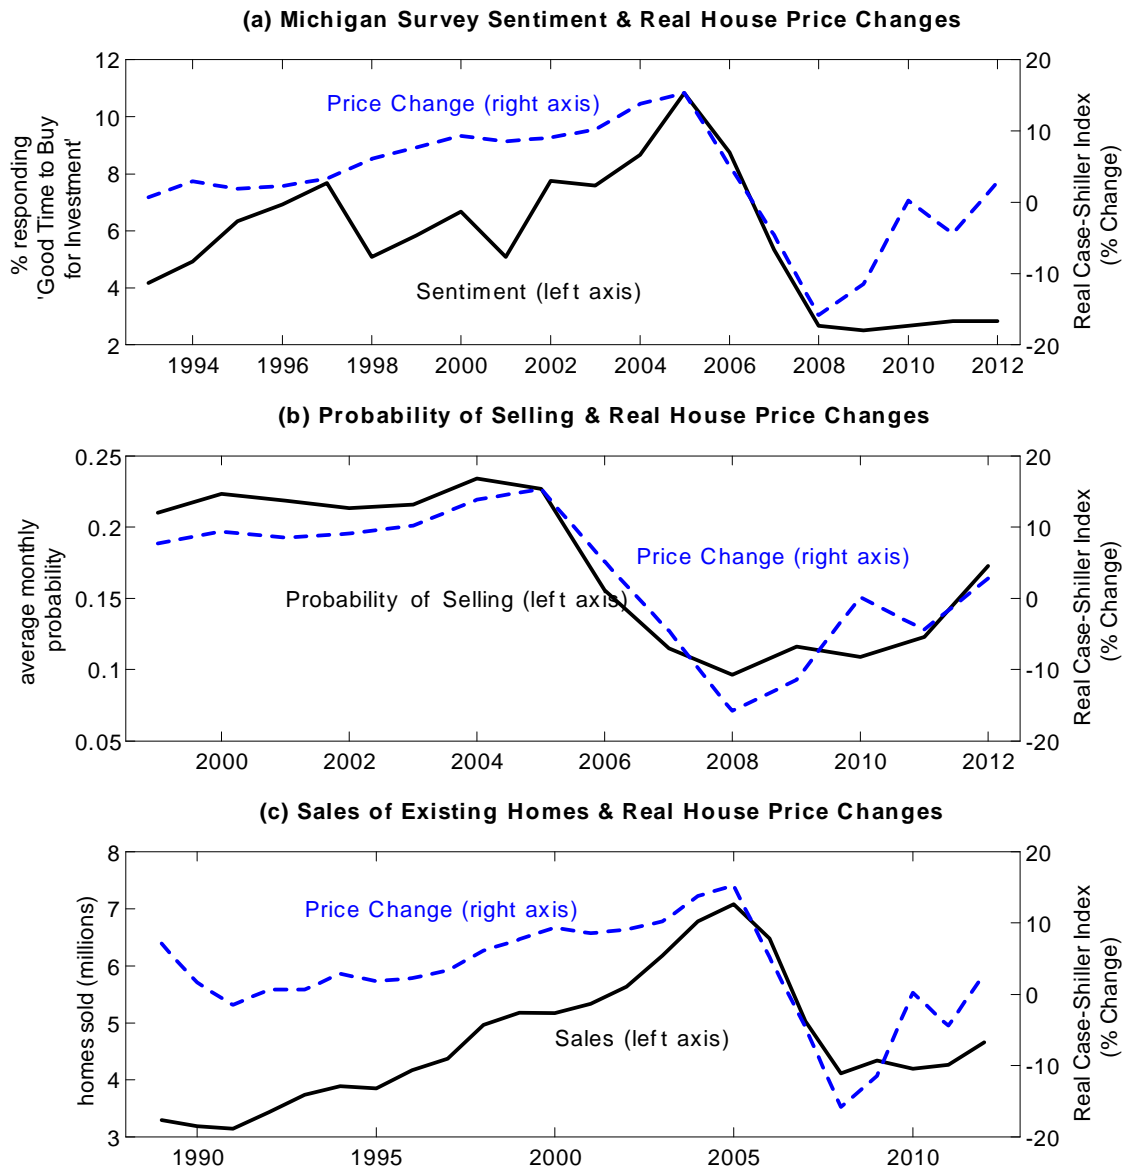 (a) Michigan Survey Sentiment & Real House Price Changes
12
10
8
6
4
2
% responding
'Good Time to Buy
for Investment'
Price Change (right axis)
Sentiment (left axis)
20
10
0
-10
-20
Real Case-Shiller Index
(% Change)
1994 1996 1998 2000 2002 2004 2006 2008 2010 2012
(b) Probability of Selling & Real House Price Changes
0.25
0.2
0.15
0.1
0.05
average monthly
probability
Price Change (right axis)
Probability of Selling (left axis)
20
10
0
-10
-20
Real Case-Shiller Index
(% Change)
2000 2002 2004 2006 2008 2010 2012
(c) Sales of Existing Homes & Real House Price Changes
8
7
6
5
4
3
homes sold (millions)
Price Change (right axis)
Sales (left axis)
20
10
0
-10
-20
Real Case-Shiller Index
(% Change)
1990 1995 2000 2005 2010